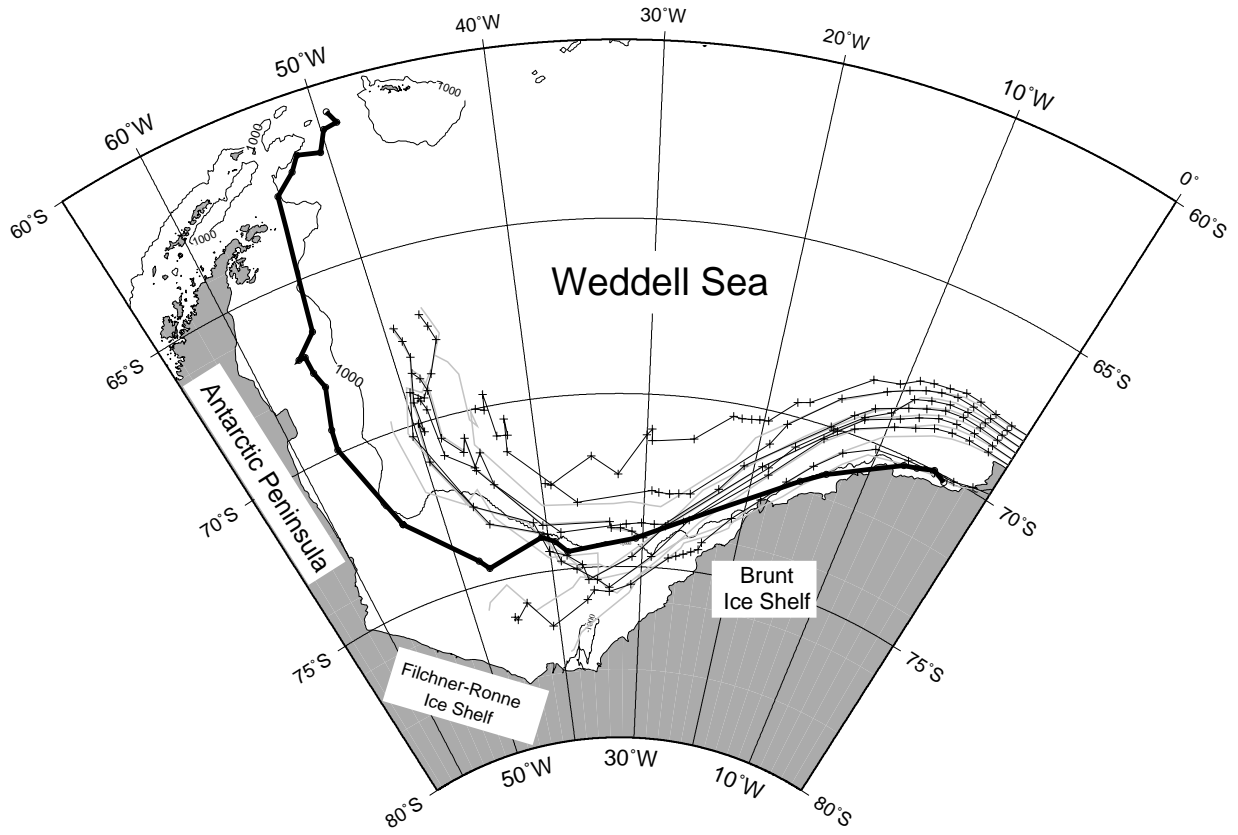 30˚W
40˚W
20˚W
50˚W
10˚W
60˚W
0˚
60˚S
60˚S
1000
1000
1000
Weddell Sea
65˚S
65˚S
1000
Antarctic Peninsula
70˚S
70˚S
Brunt
Ice Shelf
1000
75˚S
75˚S
Filchner-Ronne
Ice Shelf
50˚W
30˚W
10˚W
80˚S
80˚S